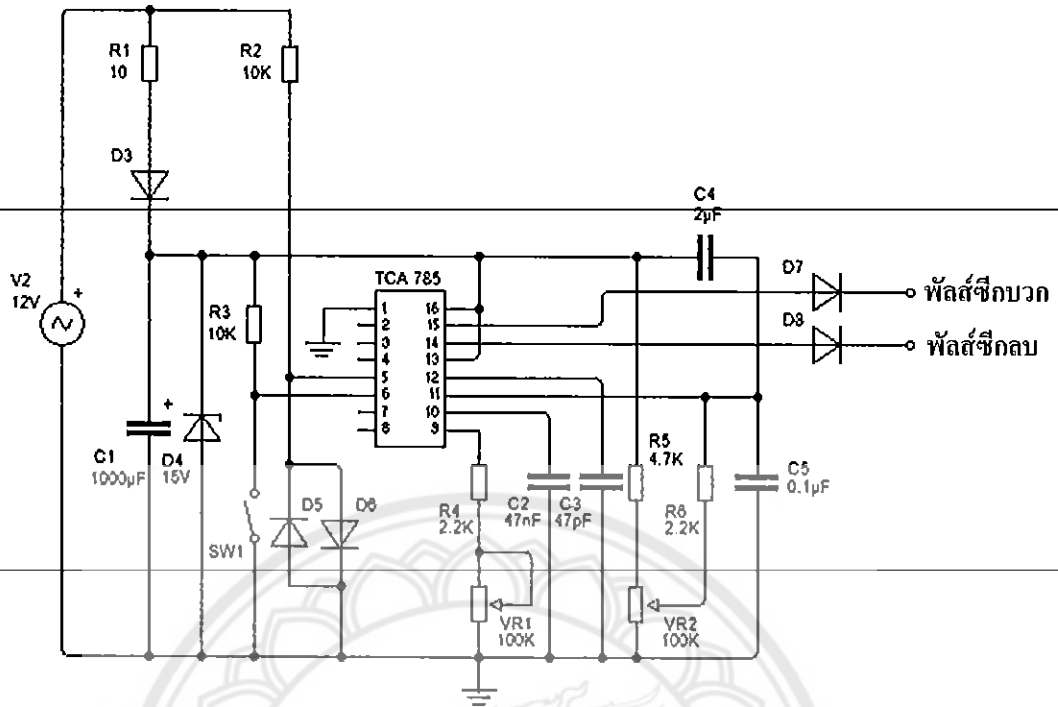 R1
10
R2
10K
D3
C4
2µF
V2
12V
+
TCA 785
D7
พัลส์ซีกบวก
R3
10K
1
16
2
15
3
14
D8
พัลส์ซีกลบ
4
13
5
12
6
11
7
10
8
9
+
C1
1000µF
D4
15V
R5
4.7K
C5
0.1µF
SW1
D5
D6
R4
2.2K
C2
47nF
C3
47pF
R6
2.2K
VR1
100K
VR2
100K